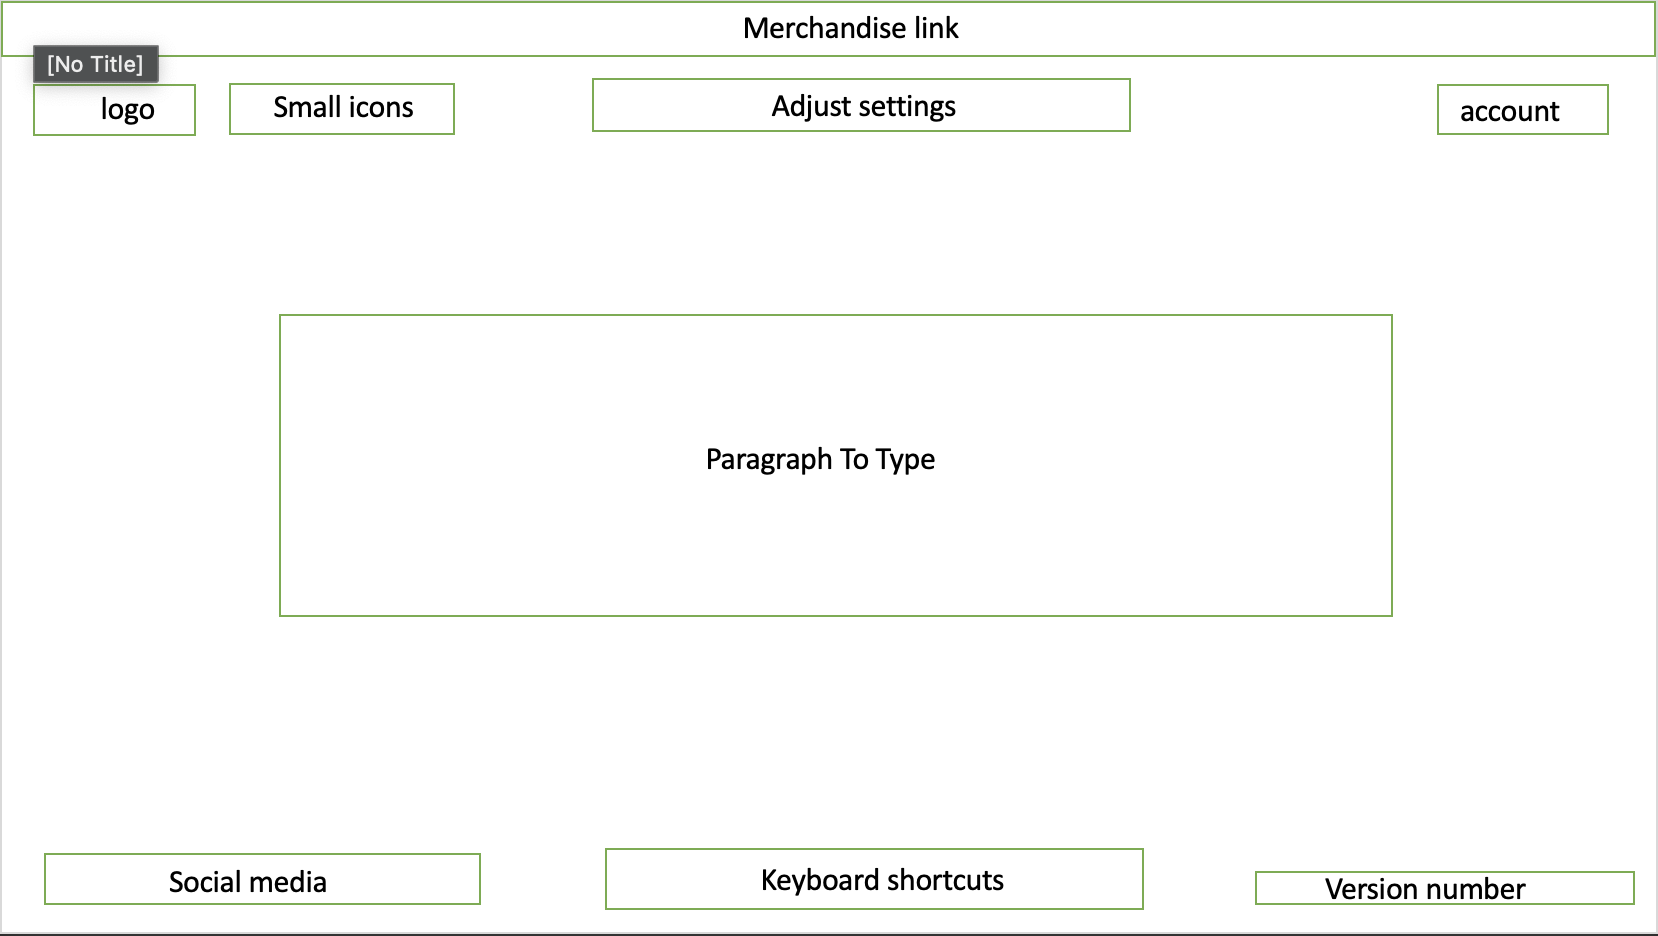 Merchandise link
[No Title]
logo
Small icons
Adjust settings
account
Paragraph To Type
Social media
Keyboard shortcuts
Version number